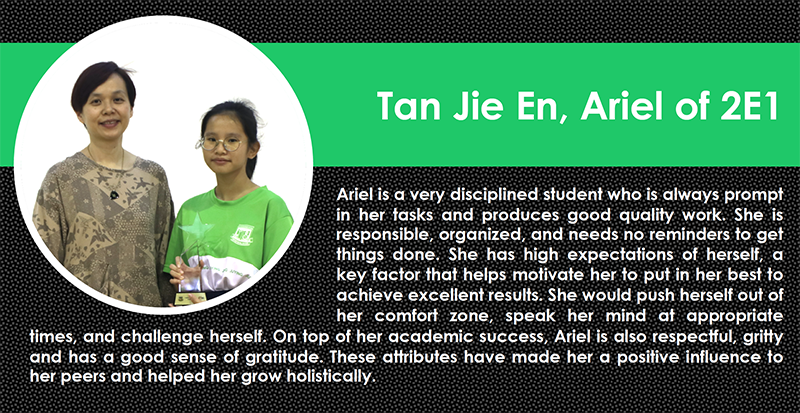 Tan Jie En, Ariel of 2E1
Ariel is a very disciplined student who is always prompt
in her tasks and produces good quality work. She is
responsible, organized, and needs no reminders to get
things done. She has high expectations of herself, a
key factor that helps motivate her to put in her best to
achieve excellent results. She would push herself out of
her comfort zone, speak her mind at appropriate
times, and challenge herself. On top of her academic success, Ariel is also respectful, gritty
and has a good sense of gratitude. These attributes have made her a positive influence to
her peers and helped her grow holistically.